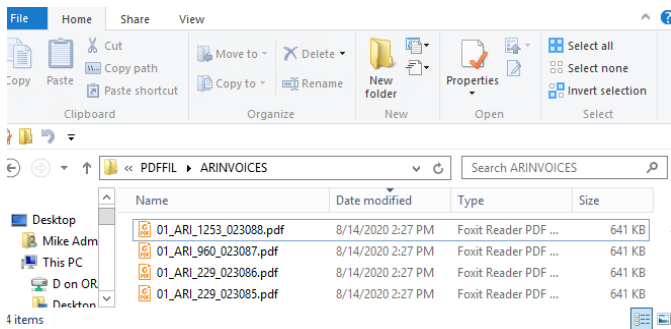 File Home Share View
Cut Move to Delete Select all
Copy path Select none
Copy Paste Paste shortcut Copy to Rename New folder Properties Invert selection
Clipboard Organize New Open Select
« PDFFIL ARINVOICES Search ARINVOICES
Name Date modified Type Size
Desktop 01_ARI_1253_023088.pdf 8/14/2020 2:27 PM Foxit Reader PDF ... 641 KB
Mike Adm 01_ARI_960_023087.pdf 8/14/2020 2:27 PM Foxit Reader PDF ... 641 KB
This PC 01_ARI_229_023086.pdf 8/14/2020 2:27 PM Foxit Reader PDF ... 641 KB
D on OR 01_ARI_229_023085.pdf 8/14/2020 2:27 PM Foxit Reader PDF ... 641 KB
Desktop
4 items